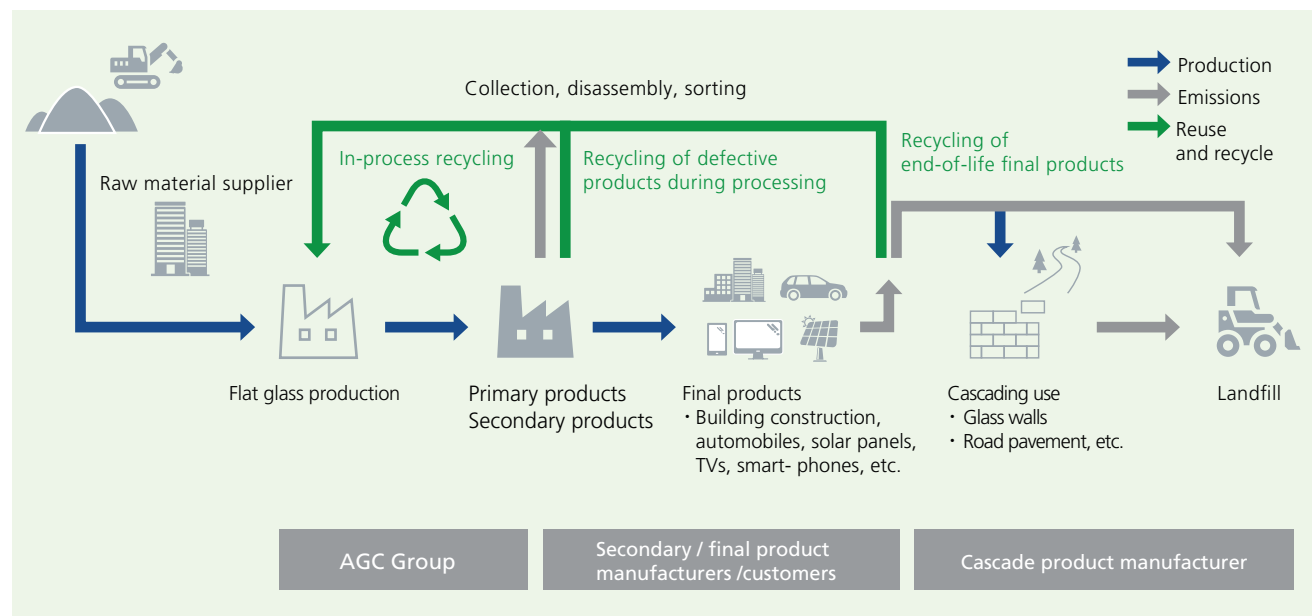 Production
Emissions
Reuse
and recycle
Collection, disassembly, sorting
In-process recycling
Recycling of defective
products during processing
Recycling of
end-of-life final products
Raw material supplier
Flat glass production
Primary products
Secondary products
Final products
・Building construction,
automobiles, solar panels,
TVs, smart- phones, etc.
Cascading use
・Glass walls
・Road pavement, etc.
Landfill
AGC Group
Secondary / final product
manufacturers /customers
Cascade product manufacturer